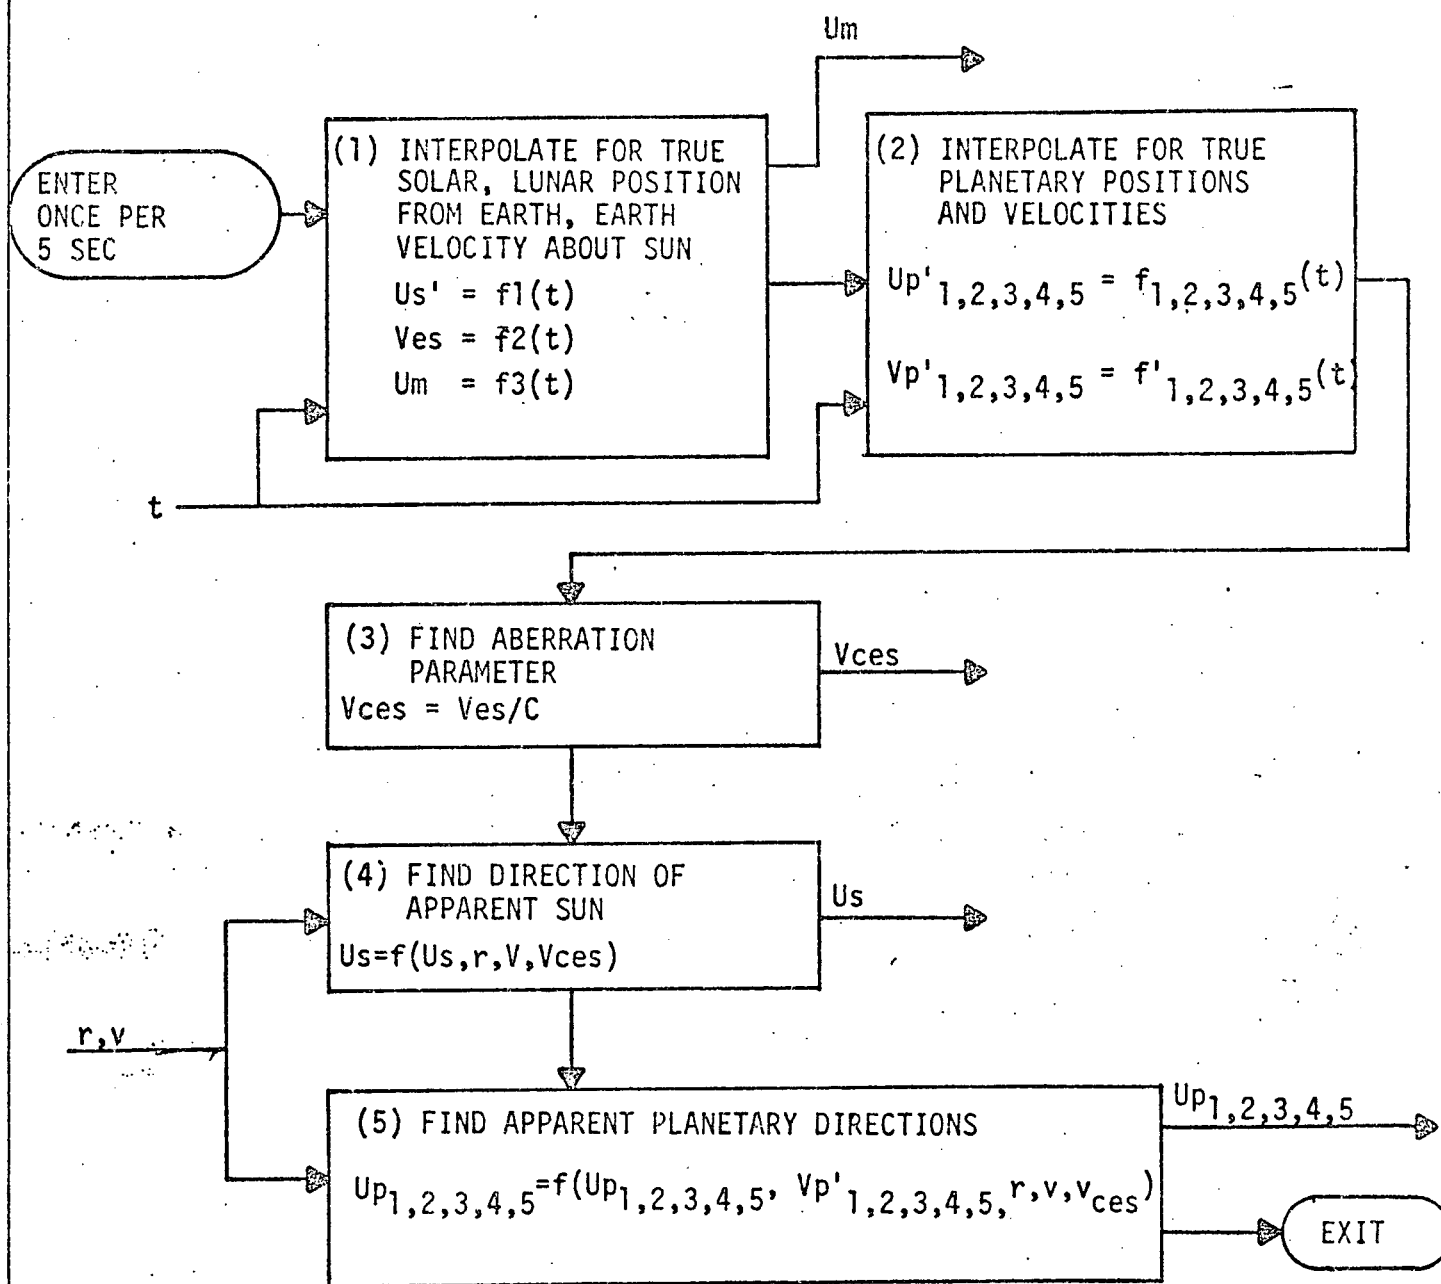 Um
ENTER
ONCE PER
5 SEC
(1) INTERPOLATE FOR TRUE
SOLAR, LUNAR POSITION
FROM EARTH, EARTH
VELOCITY ABOUT SUN
Us' = f1(t)
Ves = f2(t)
Um = f3(t)
(2) INTERPOLATE FOR TRUE
PLANETARY POSITIONS
AND VELOCITIES
Up'1,2,3,4,5 = f1,2,3,4,5(t)
Vp'1,2,3,4,5 = f'1,2,3,4,5(t)
t
(3) FIND ABERRATION
PARAMETER
Vces = Ves/C
Vces
(4) FIND DIRECTION OF
APPARENT SUN
Us=f(Us,r,V,Vces)
Us
r,v
(5) FIND APPARENT PLANETARY DIRECTIONS
Up1,2,3,4,5=f(Up1,2,3,4,5, Vp'1,2,3,4,5,r,v,vces)
Up1,2,3,4,5
EXIT